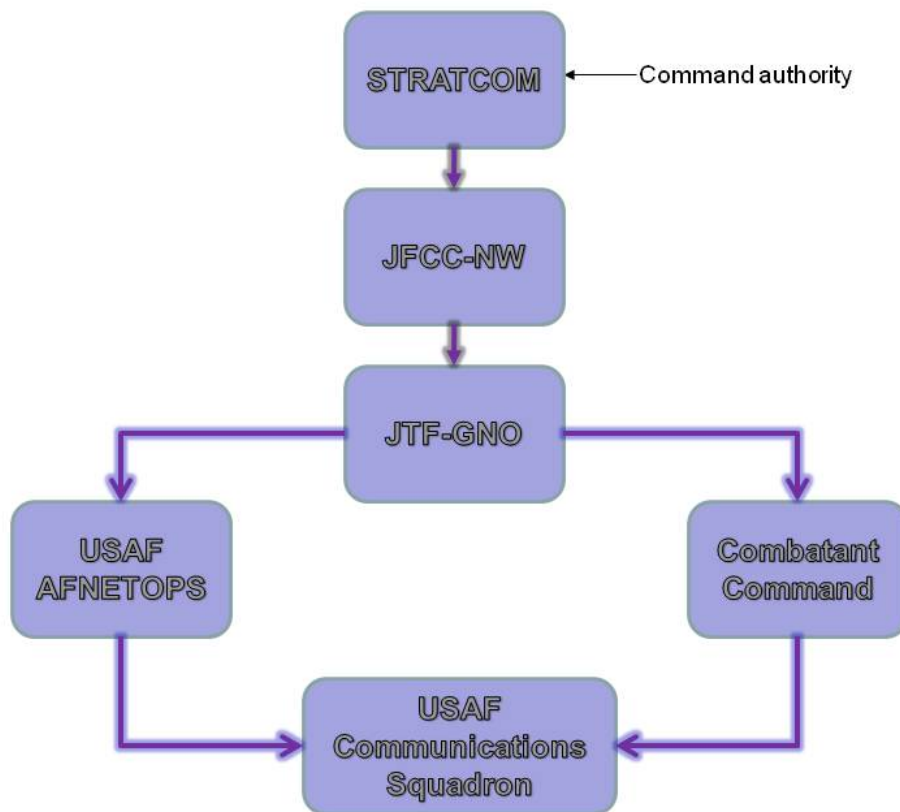 STRATCOM
Command authority
JFCC-NW
JTF-GNO
USAF
AFNETOPS
Combatant
Command
USAF
Communications
Squadron